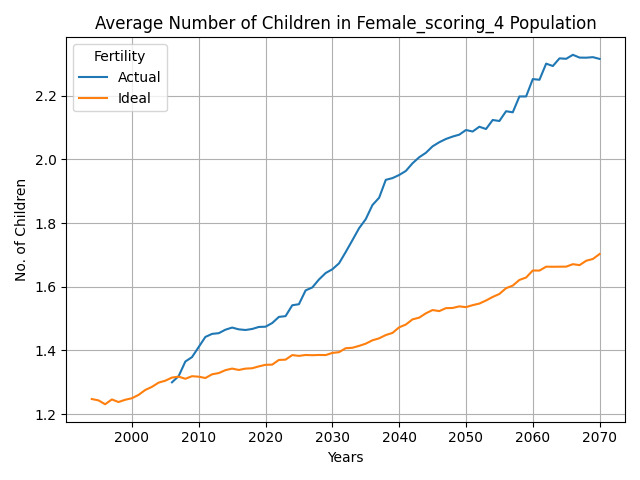 Average Number of Children in Female_scoring_4 Population
Fertility
Actual
Ideal
No. of Children
2.2
2.0
1.8
1.6
1.4
1.2
2000 2010 2020 2030 2040 2050 2060 2070
Years